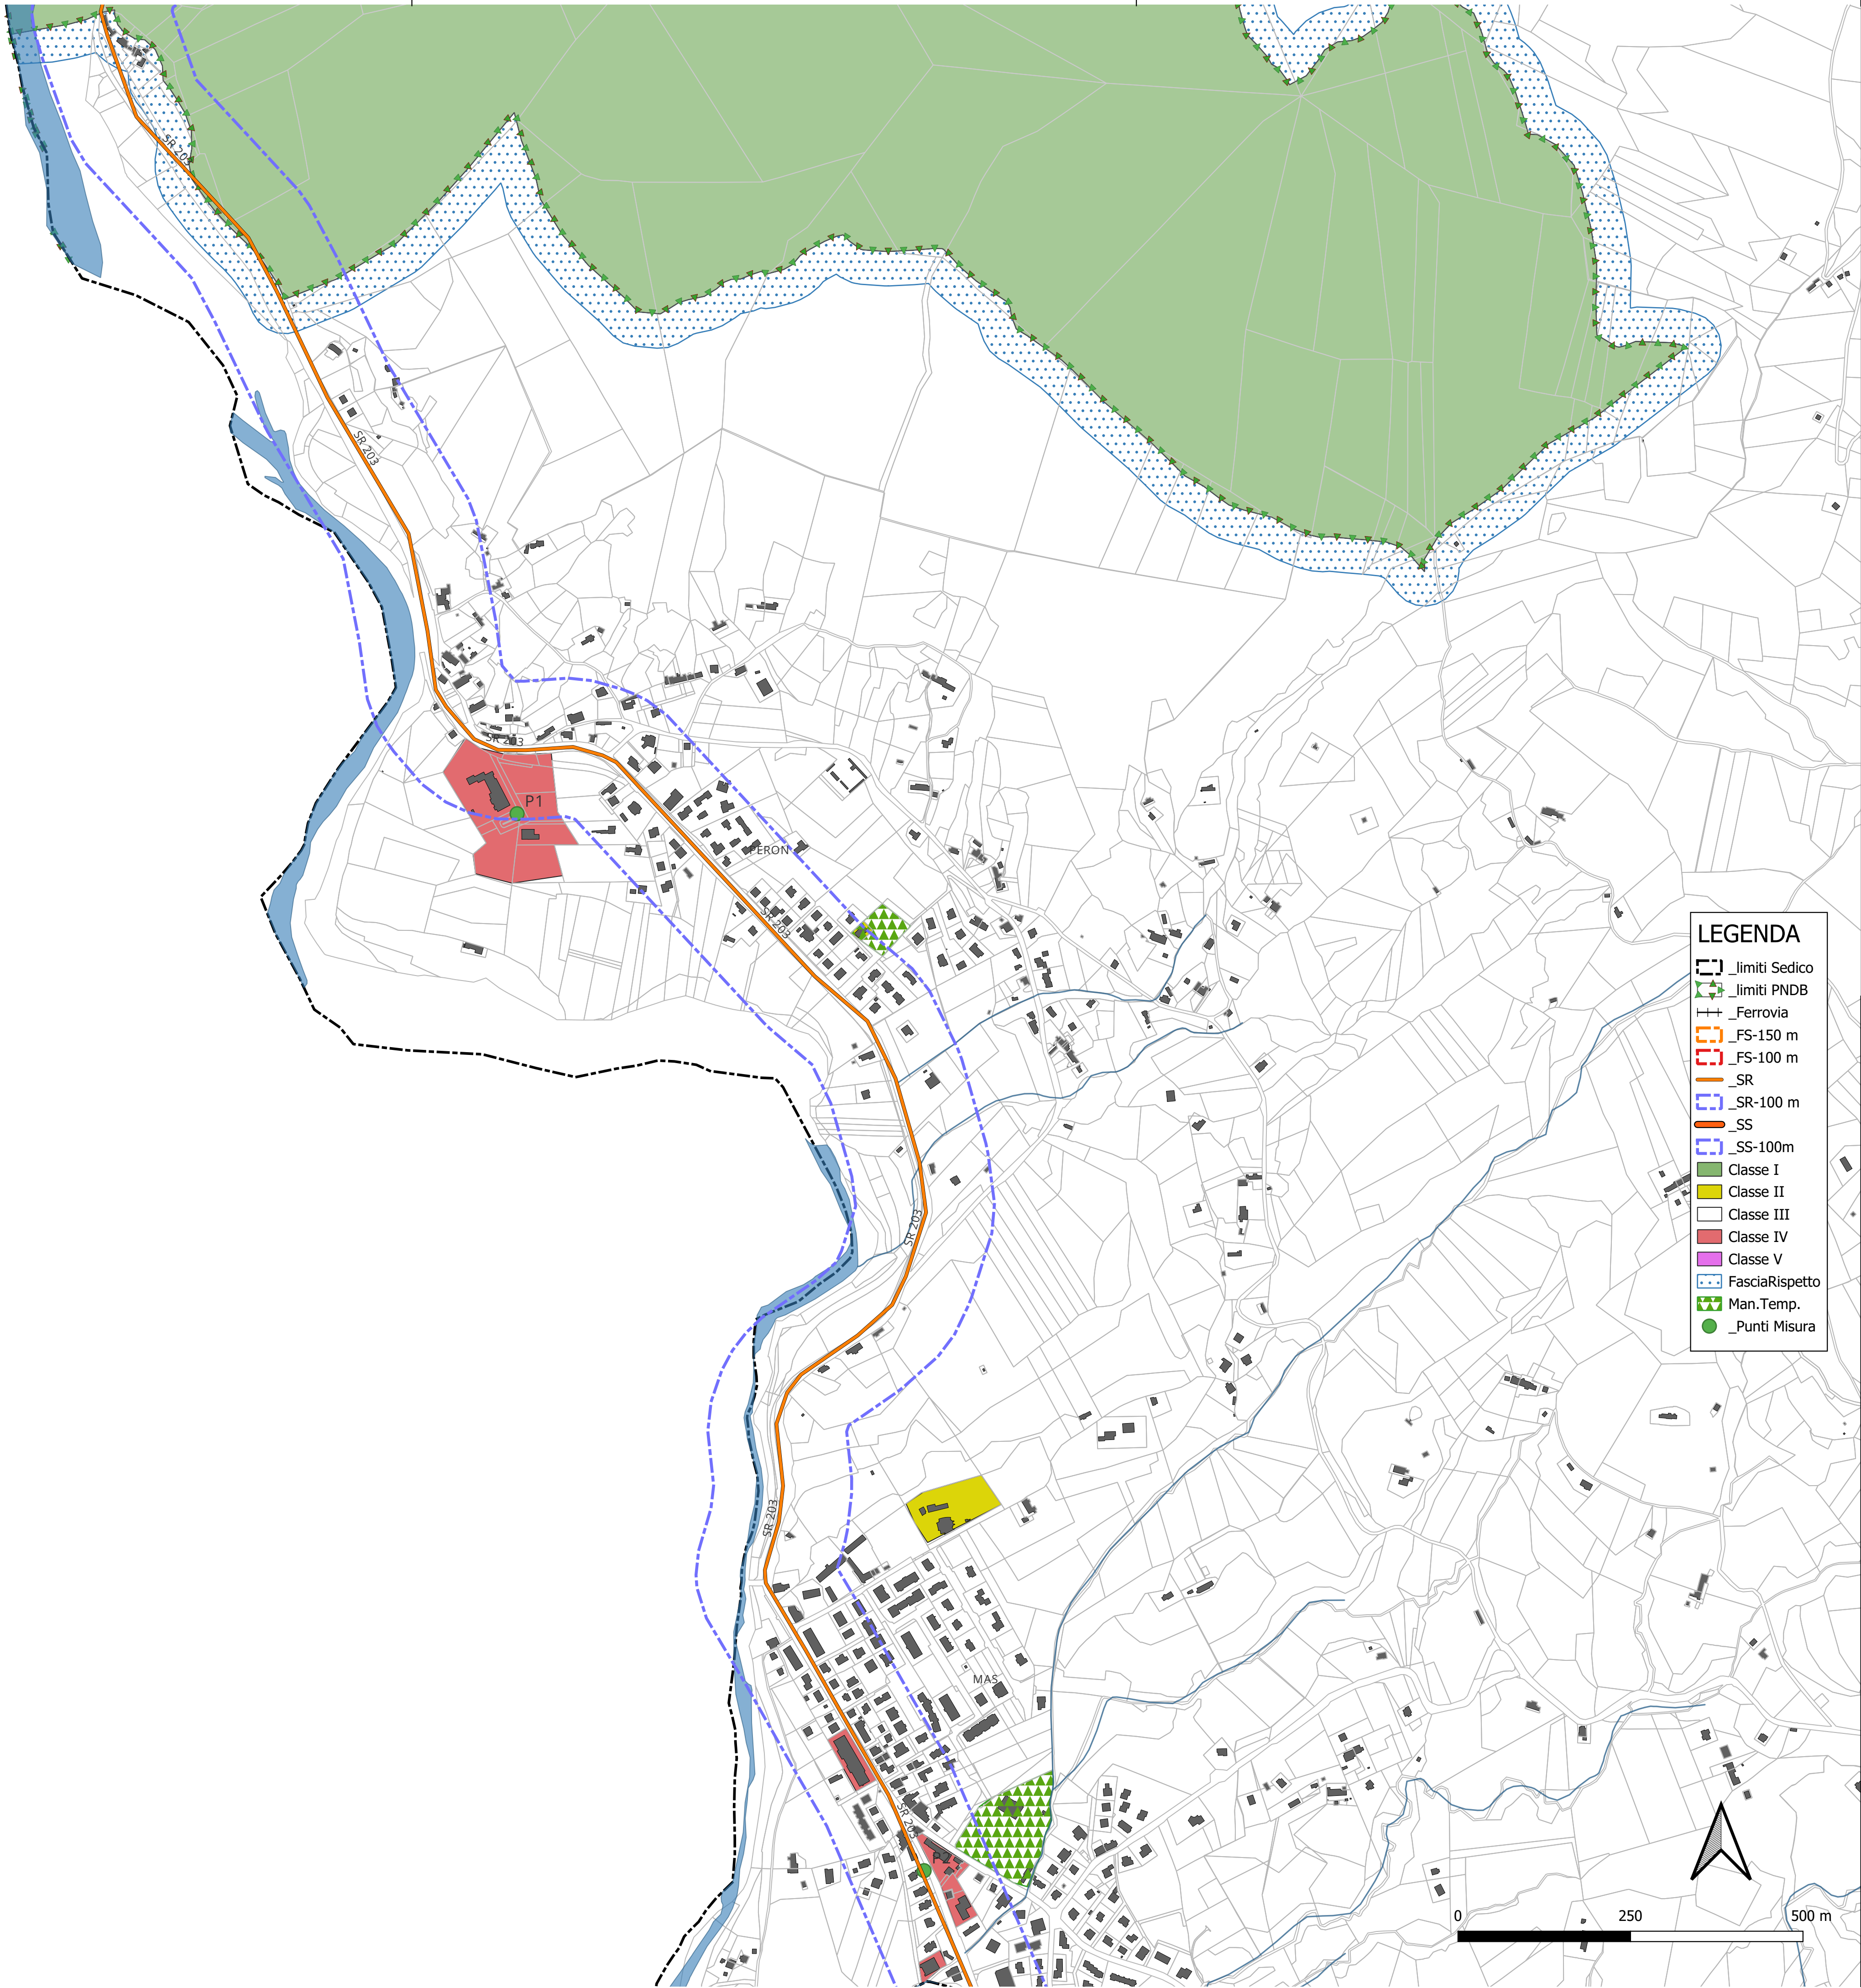 SR 203
SR 203
SR 203
P1
PERON
SR 203
SR 203
SR 203
MAS
SR 203
P2
LEGENDA
_limiti Sedico
_limiti PNDB
_Ferrovia
_FS-150 m
_FS-100 m
_SR
_SR-100 m
_SS
_SS-100m
Classe I
Classe II
Classe III
Classe IV
Classe V
FasciaRispetto
Man.Temp.
_Punti Misura
0 250 500 m